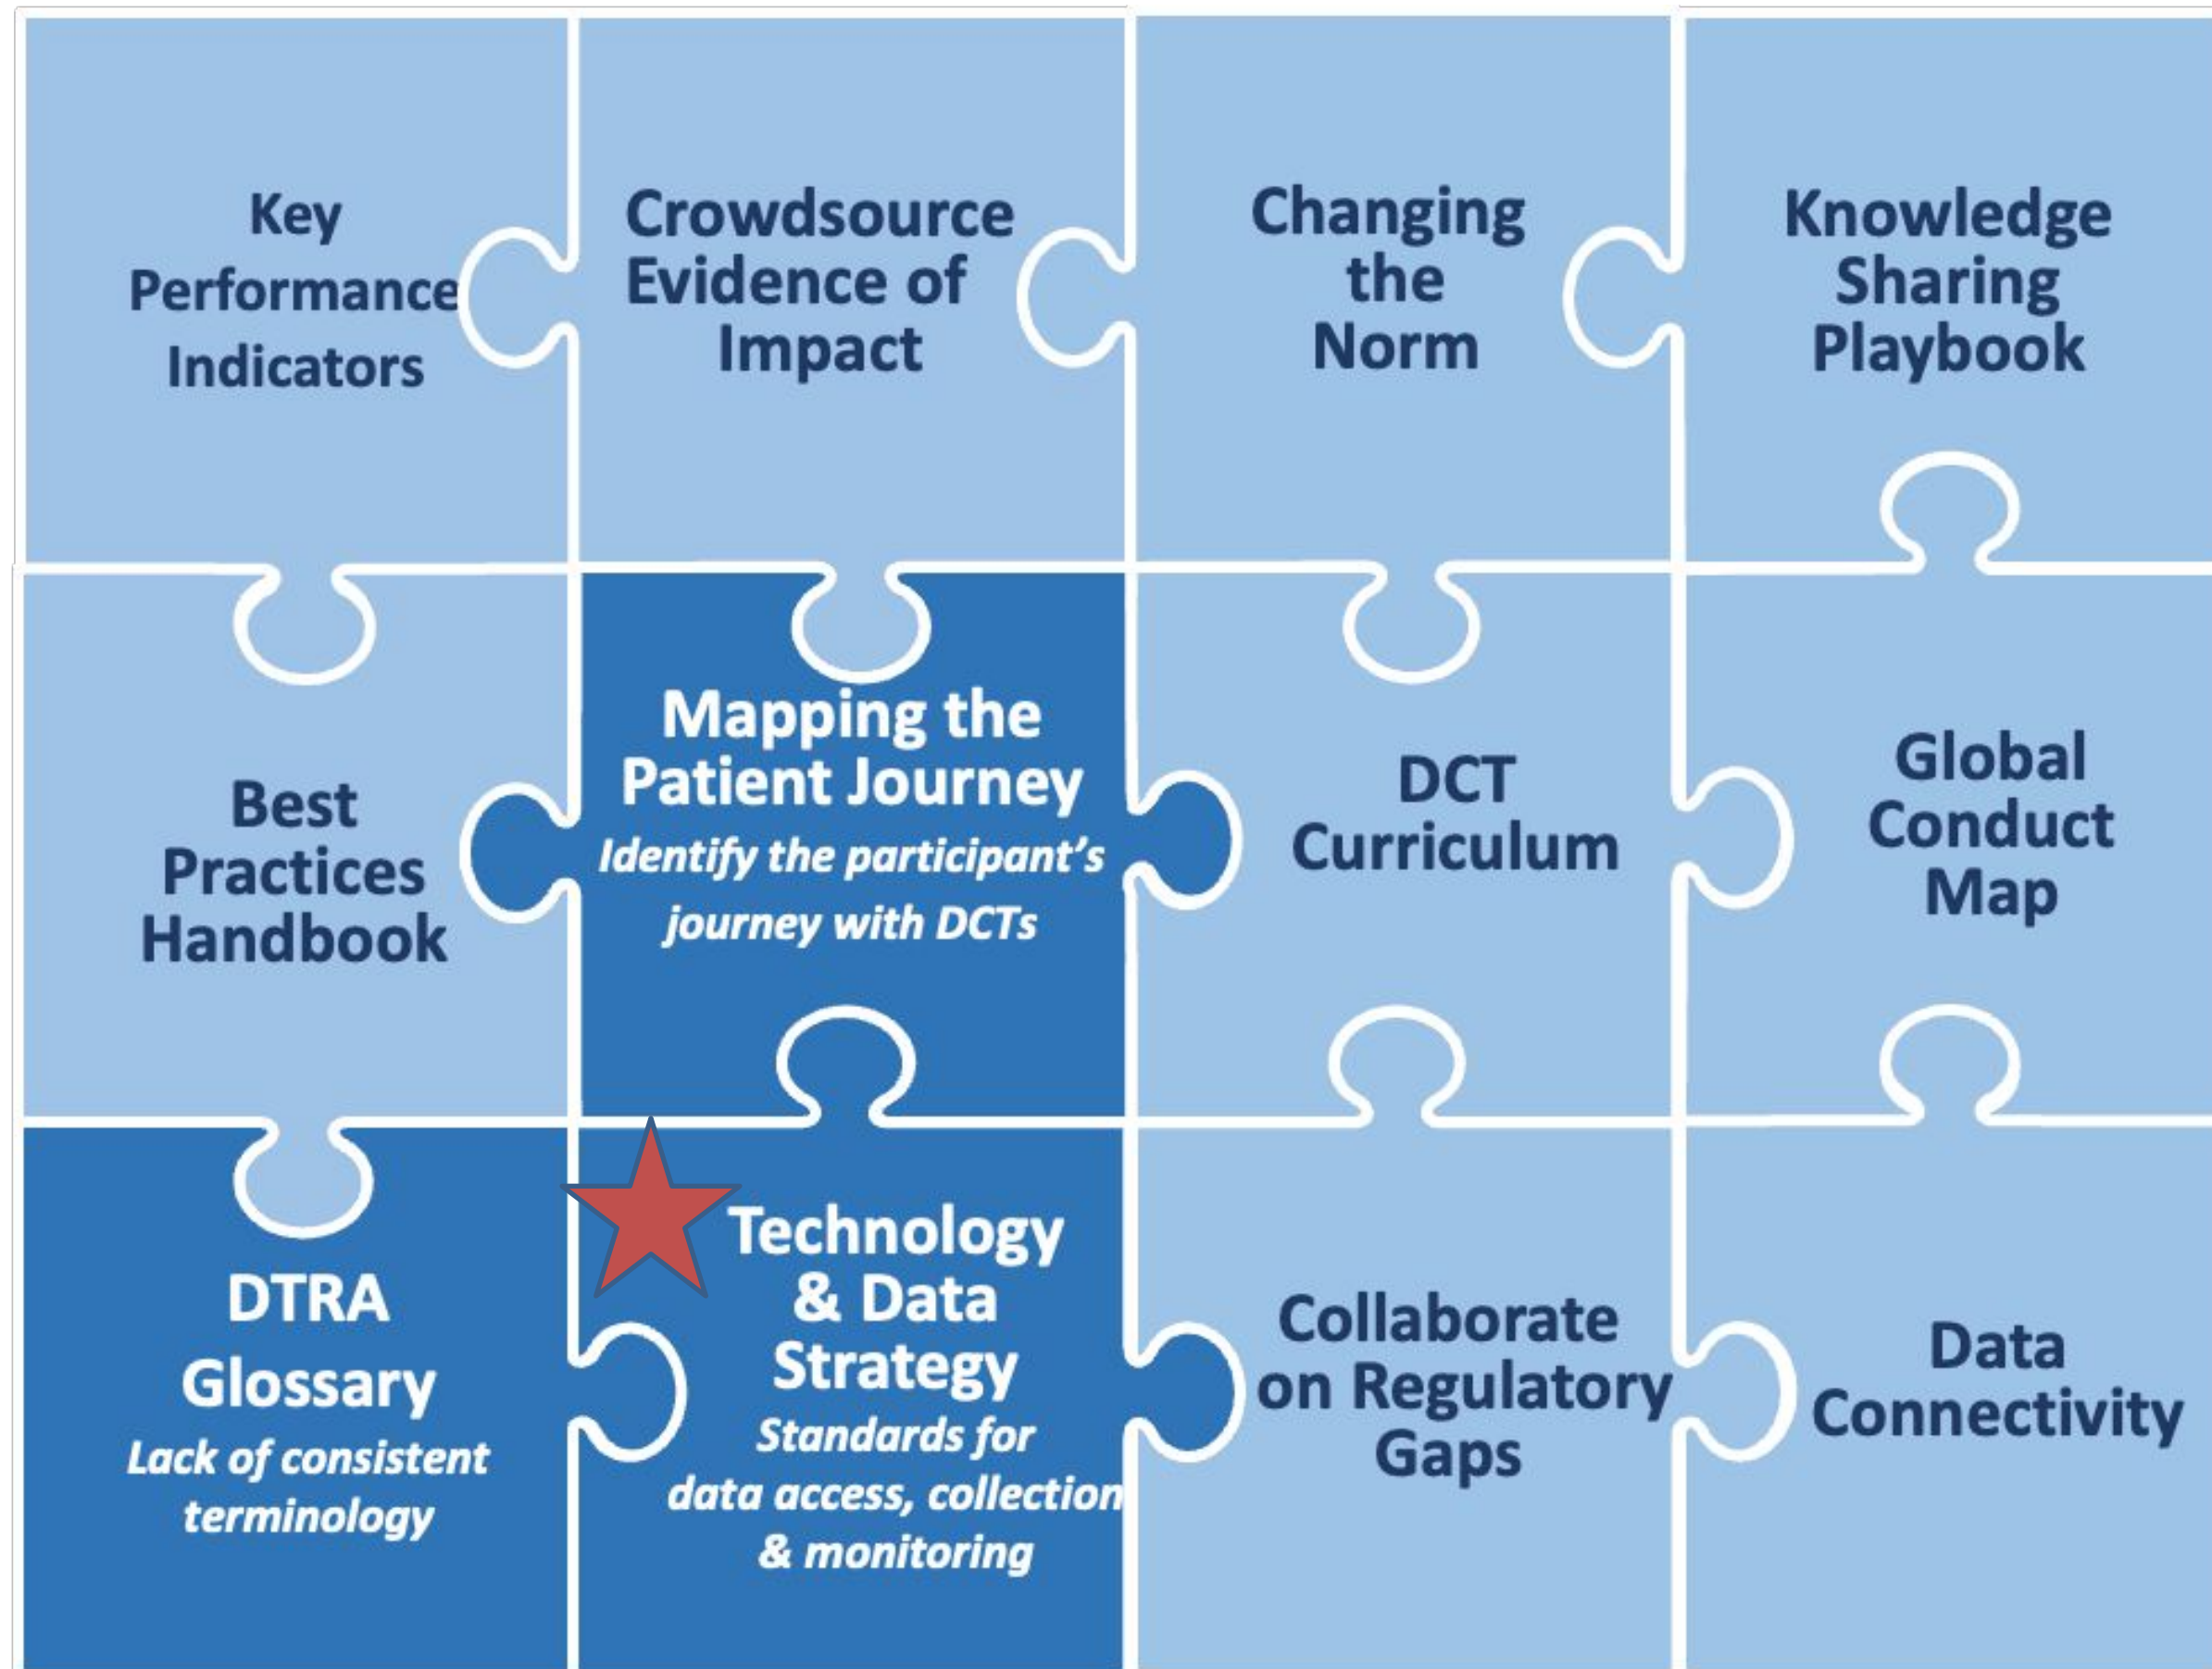 Key
Performance
Indicators
Crowdsource
Evidence of
Impact
Changing
the
Norm
Knowledge
Sharing
Playbook
Best
Practices
Handbook
Mapping the
Patient Journey
Identify the participant's
journey with DCTs
DCT
Curriculum
Global
Conduct
Map
DTRA
Glossary
Lack of consistent
terminology
Technology
& Data
Strategy
Standards for
data access, collection
& monitoring
Collaborate
on Regulatory
Gaps
Data
Connectivity